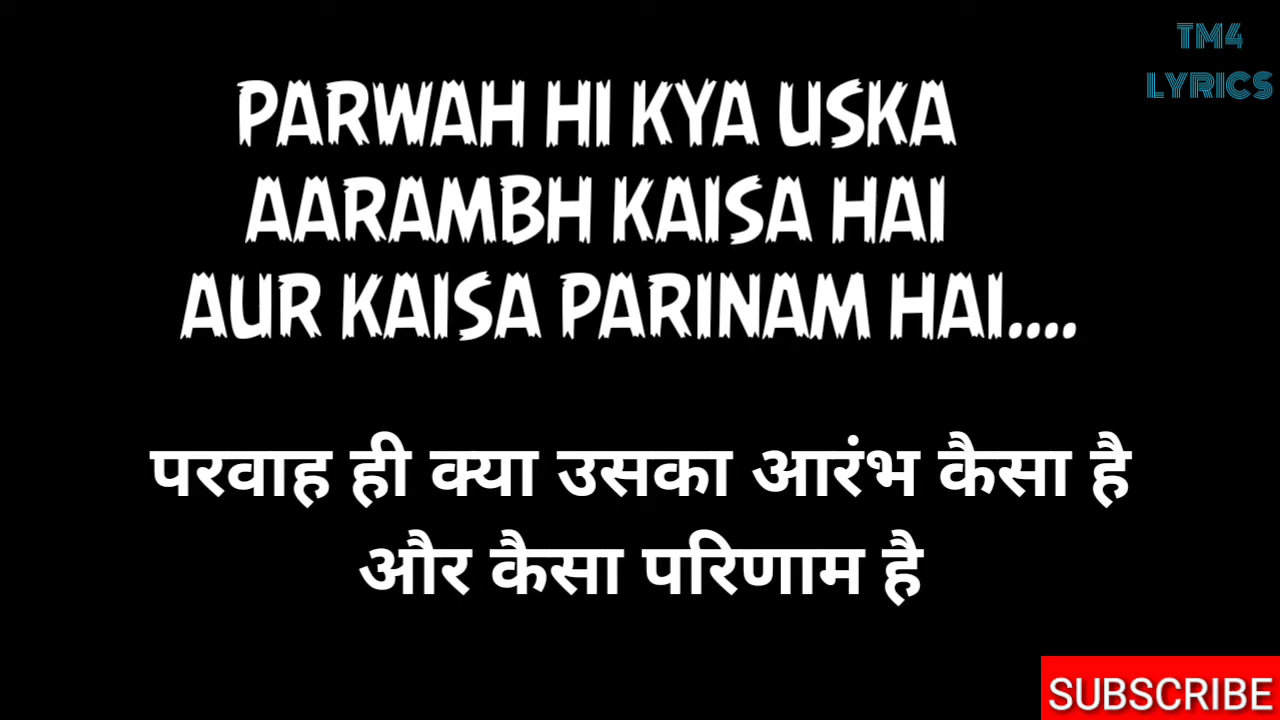 TM4
LYRICS
PARWAH HI KYA USKA
AARAMBH KAISA HAI
AUR KAISA PARINAM HAI....
परवाह ही क्या उसका आरंभ कैसा है
और कैसा परिणाम है
SUBSCRIBE